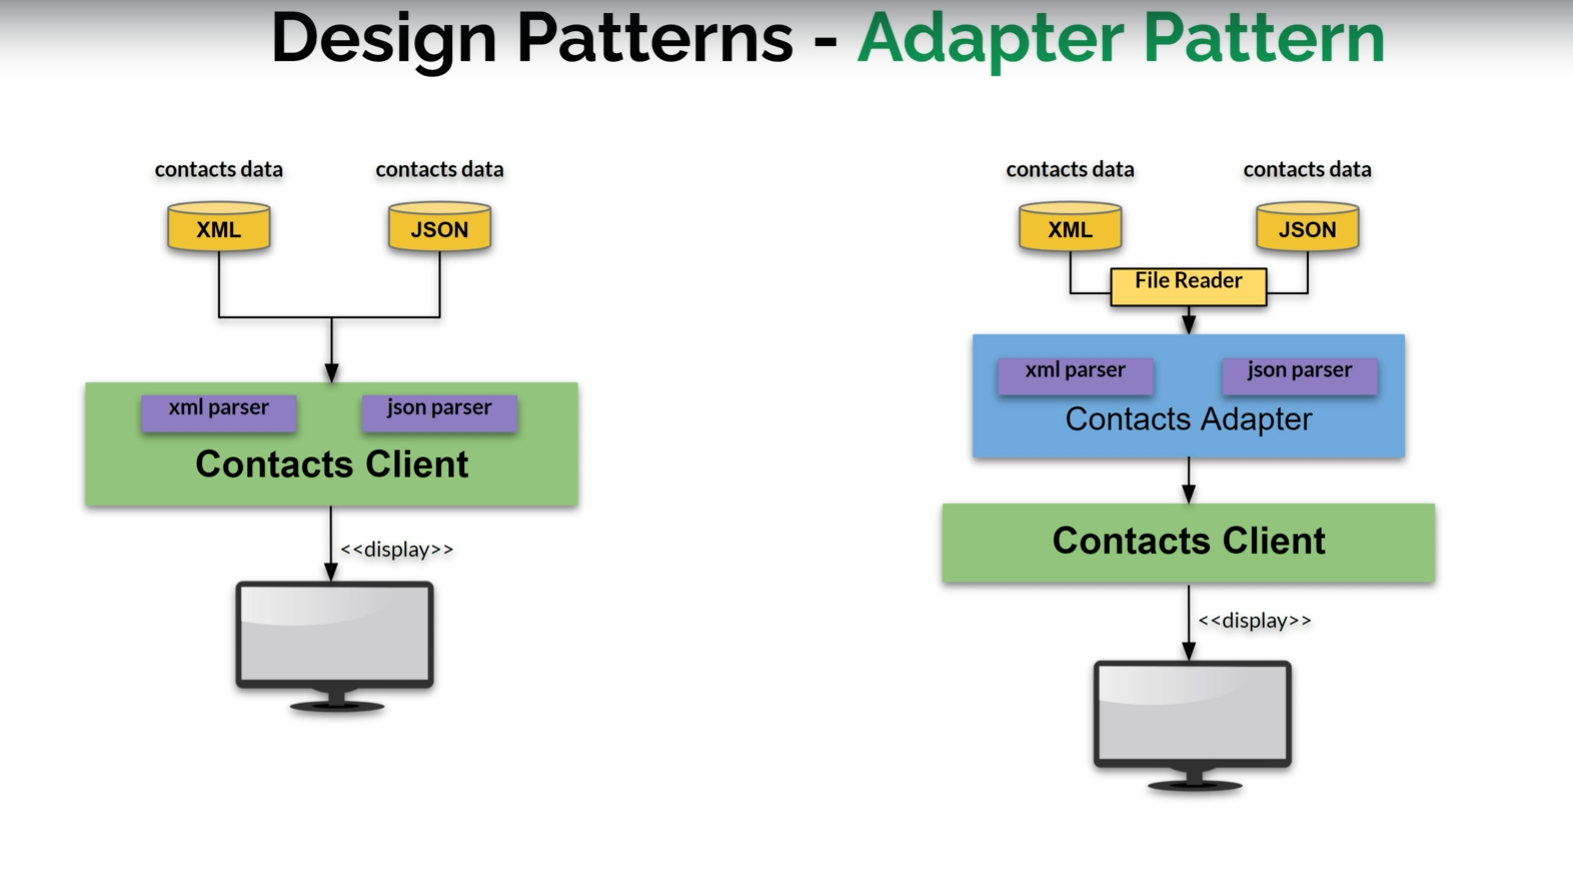 Design Patterns - Adapter Pattern
contacts data
contacts data
XML
JSON
xml parser
json parser
Contacts Client
<<display>>
contacts data
contacts data
XML
JSON
File Reader
xml parser
json parser
Contacts Adapter
Contacts Client
<<display>>